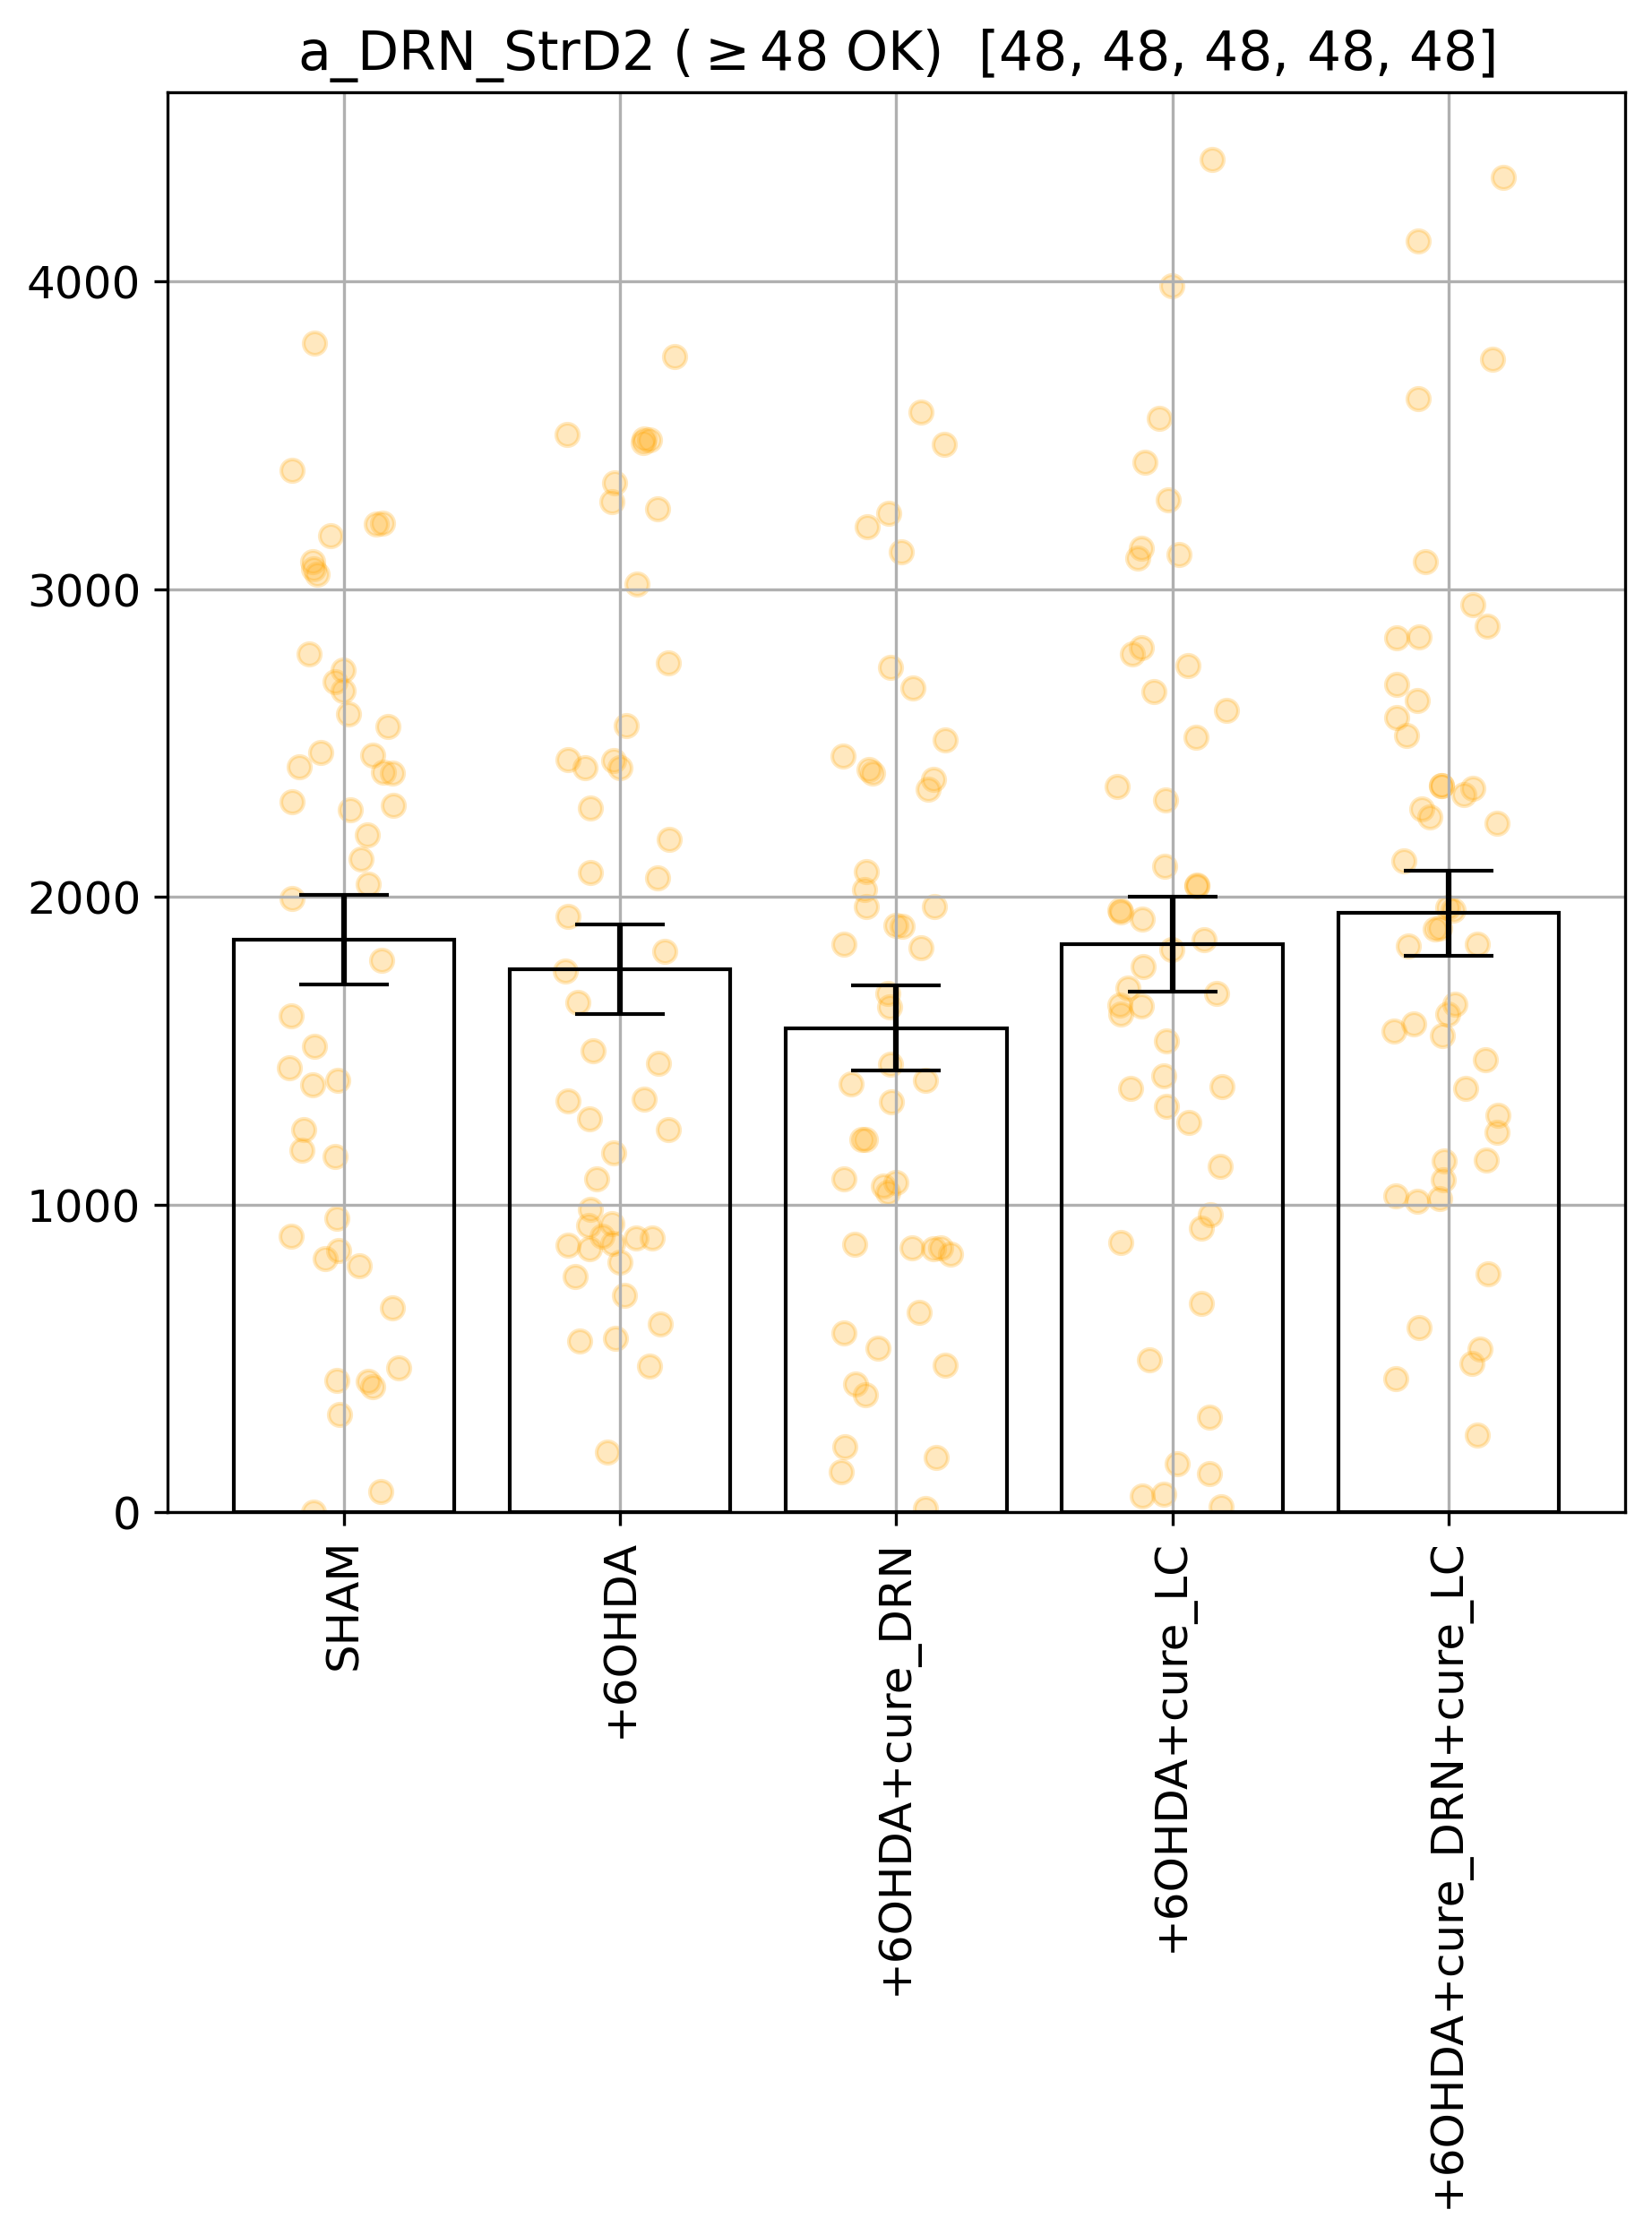 a_DRN_StrD2 (≥48 OK) [48, 48, 48, 48, 48]
4000
3000
2000
1000
0
SHAM
+6OHDA
+6OHDA+cure_DRN
+6OHDA+cure_LC
+6OHDA+cure_DRN+cure_LC